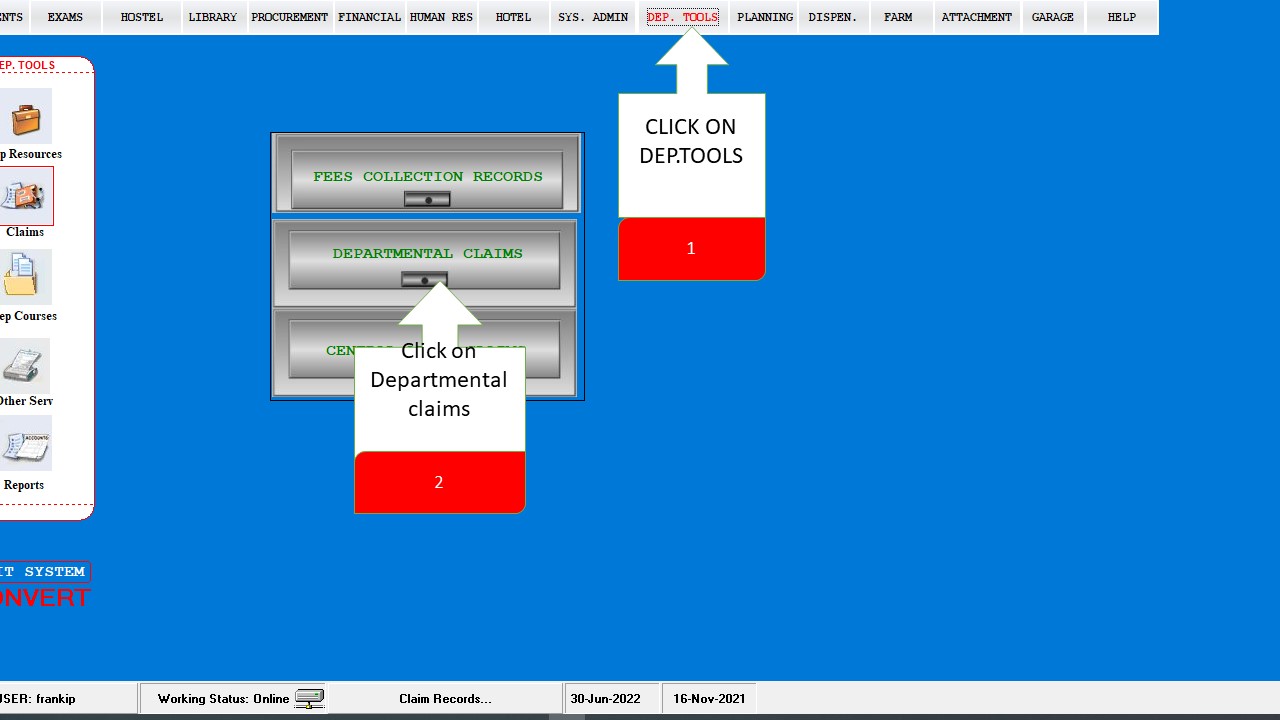 ENTS EXAMS HOSTEL LIBRARY PROCUREMENT FINANCIAL HUMAN RES HOTEL SYS. ADMIN DEP. TOOLS PLANNING DISPEN. FARM ATTACHMENT GARAGE HELP
EP. TOOLS
p Resources
Claims
ep Courses
Other Serv
ACCOUNTS
Reports
IT SYSTEM
ONVERT
FEES COLLECTION RECORDS
DEPARTMENTAL CLAIMS
CLICK ON
DEP.TOOLS
1
Click on
Departmental
claims
2
USER: frankip Working Status: Online Claim Records... 30-Jun-2022 16-Nov-2021